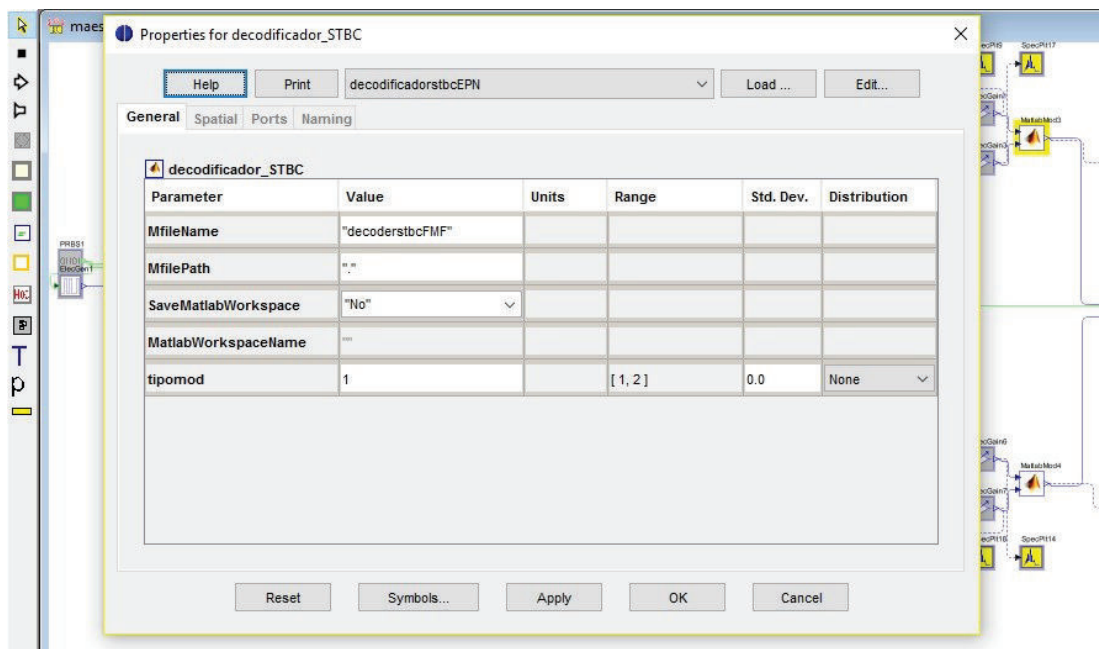 maes
Properties for decodificador_STBC
Help Print decodificadorstbcEPN Load ... Edit...
General Spatial Ports Naming
decodificador_STBC
Parameter Value Units Range Std. Dev. Distribution
MfileName "decoderstbcFMF"
MfilePath "."
SaveMatlabWorkspace "No"
MatlabWorkspaceName ""
tipomod 1 [ 1, 2 ] 0.0 None
Reset Symbols... Apply OK Cancel
PRBS1
ElecGen1
T
p
SpecPlt17
MatlabMod3
ecGain6
MatlabMod4
ecGain7
SpecPlt14